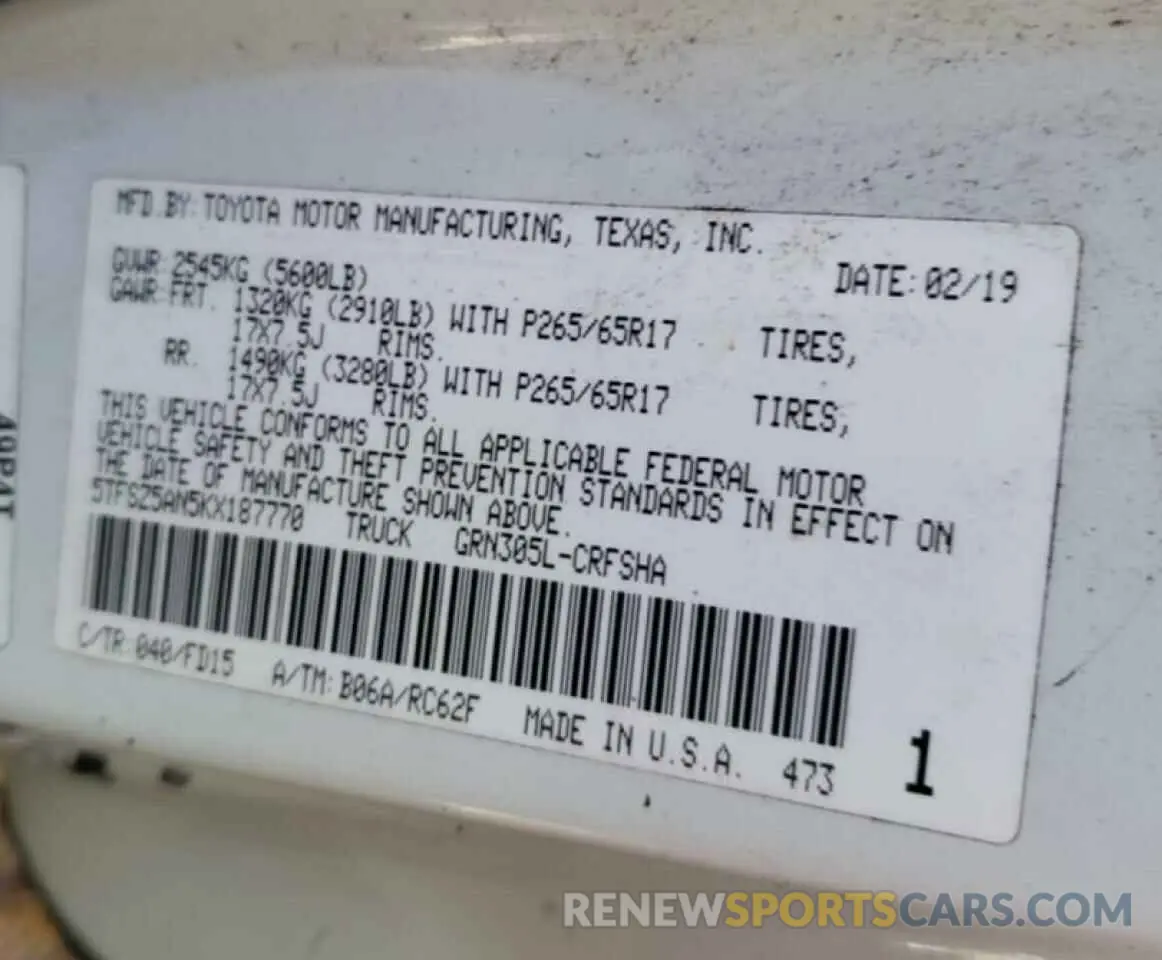 MFD.BY:TOYOTA MOTOR MANUFACTURING, TEXAS, INC.
DATE:02/19
GVWR 2545KG (5600LB)
GAWR FRT. 1320KG (2910LB) WITH P265/65R17 TIRES,
17X7.5J RIMS.
RR. 1490KG (3280LB) WITH P265/65R17 TIRES,
17X7.5J RIMS.
THIS VEHICLE CONFORMS TO ALL APPLICABLE FEDERAL MOTOR
VEHICLE SAFETY AND THEFT PREVENTION STANDARDS IN EFFECT ON
THE DATE OF MANUFACTURE SHOWN ABOVE.
5TFSZ5AN5KX187770 TRUCK GRN305L-CRFSHA
C/TR:040/FD15 A/TM:B06A/RC62F MADE IN U.S.A. 473 1
RENEWSPORTSCARS.COM